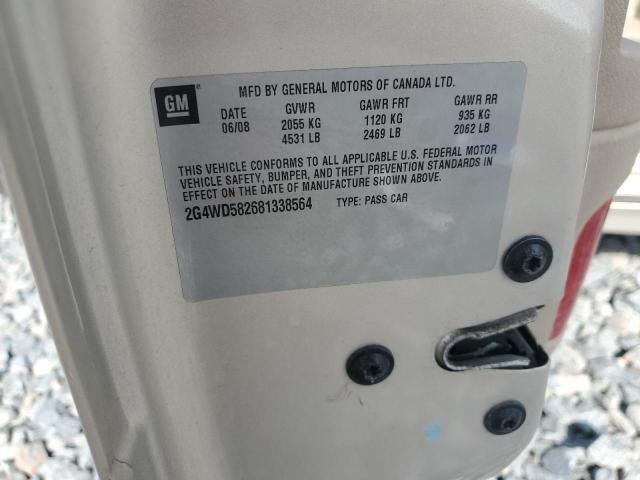 GM
MFD BY GENERAL MOTORS OF CANADA LTD.
DATE GVWR GAWR FRT GAWR RR
06/08 2055 KG 1120 KG 935 KG
4531 LB 2469 LB 2062 LB
THIS VEHICLE CONFORMS TO ALL APPLICABLE U.S. FEDERAL MOTOR
VEHICLE SAFETY, BUMPER, AND THEFT PREVENTION STANDARDS IN
EFFECT ON THE DATE OF MANUFACTURE SHOWN ABOVE.
2G4WD582681338564 TYPE: PASS CAR